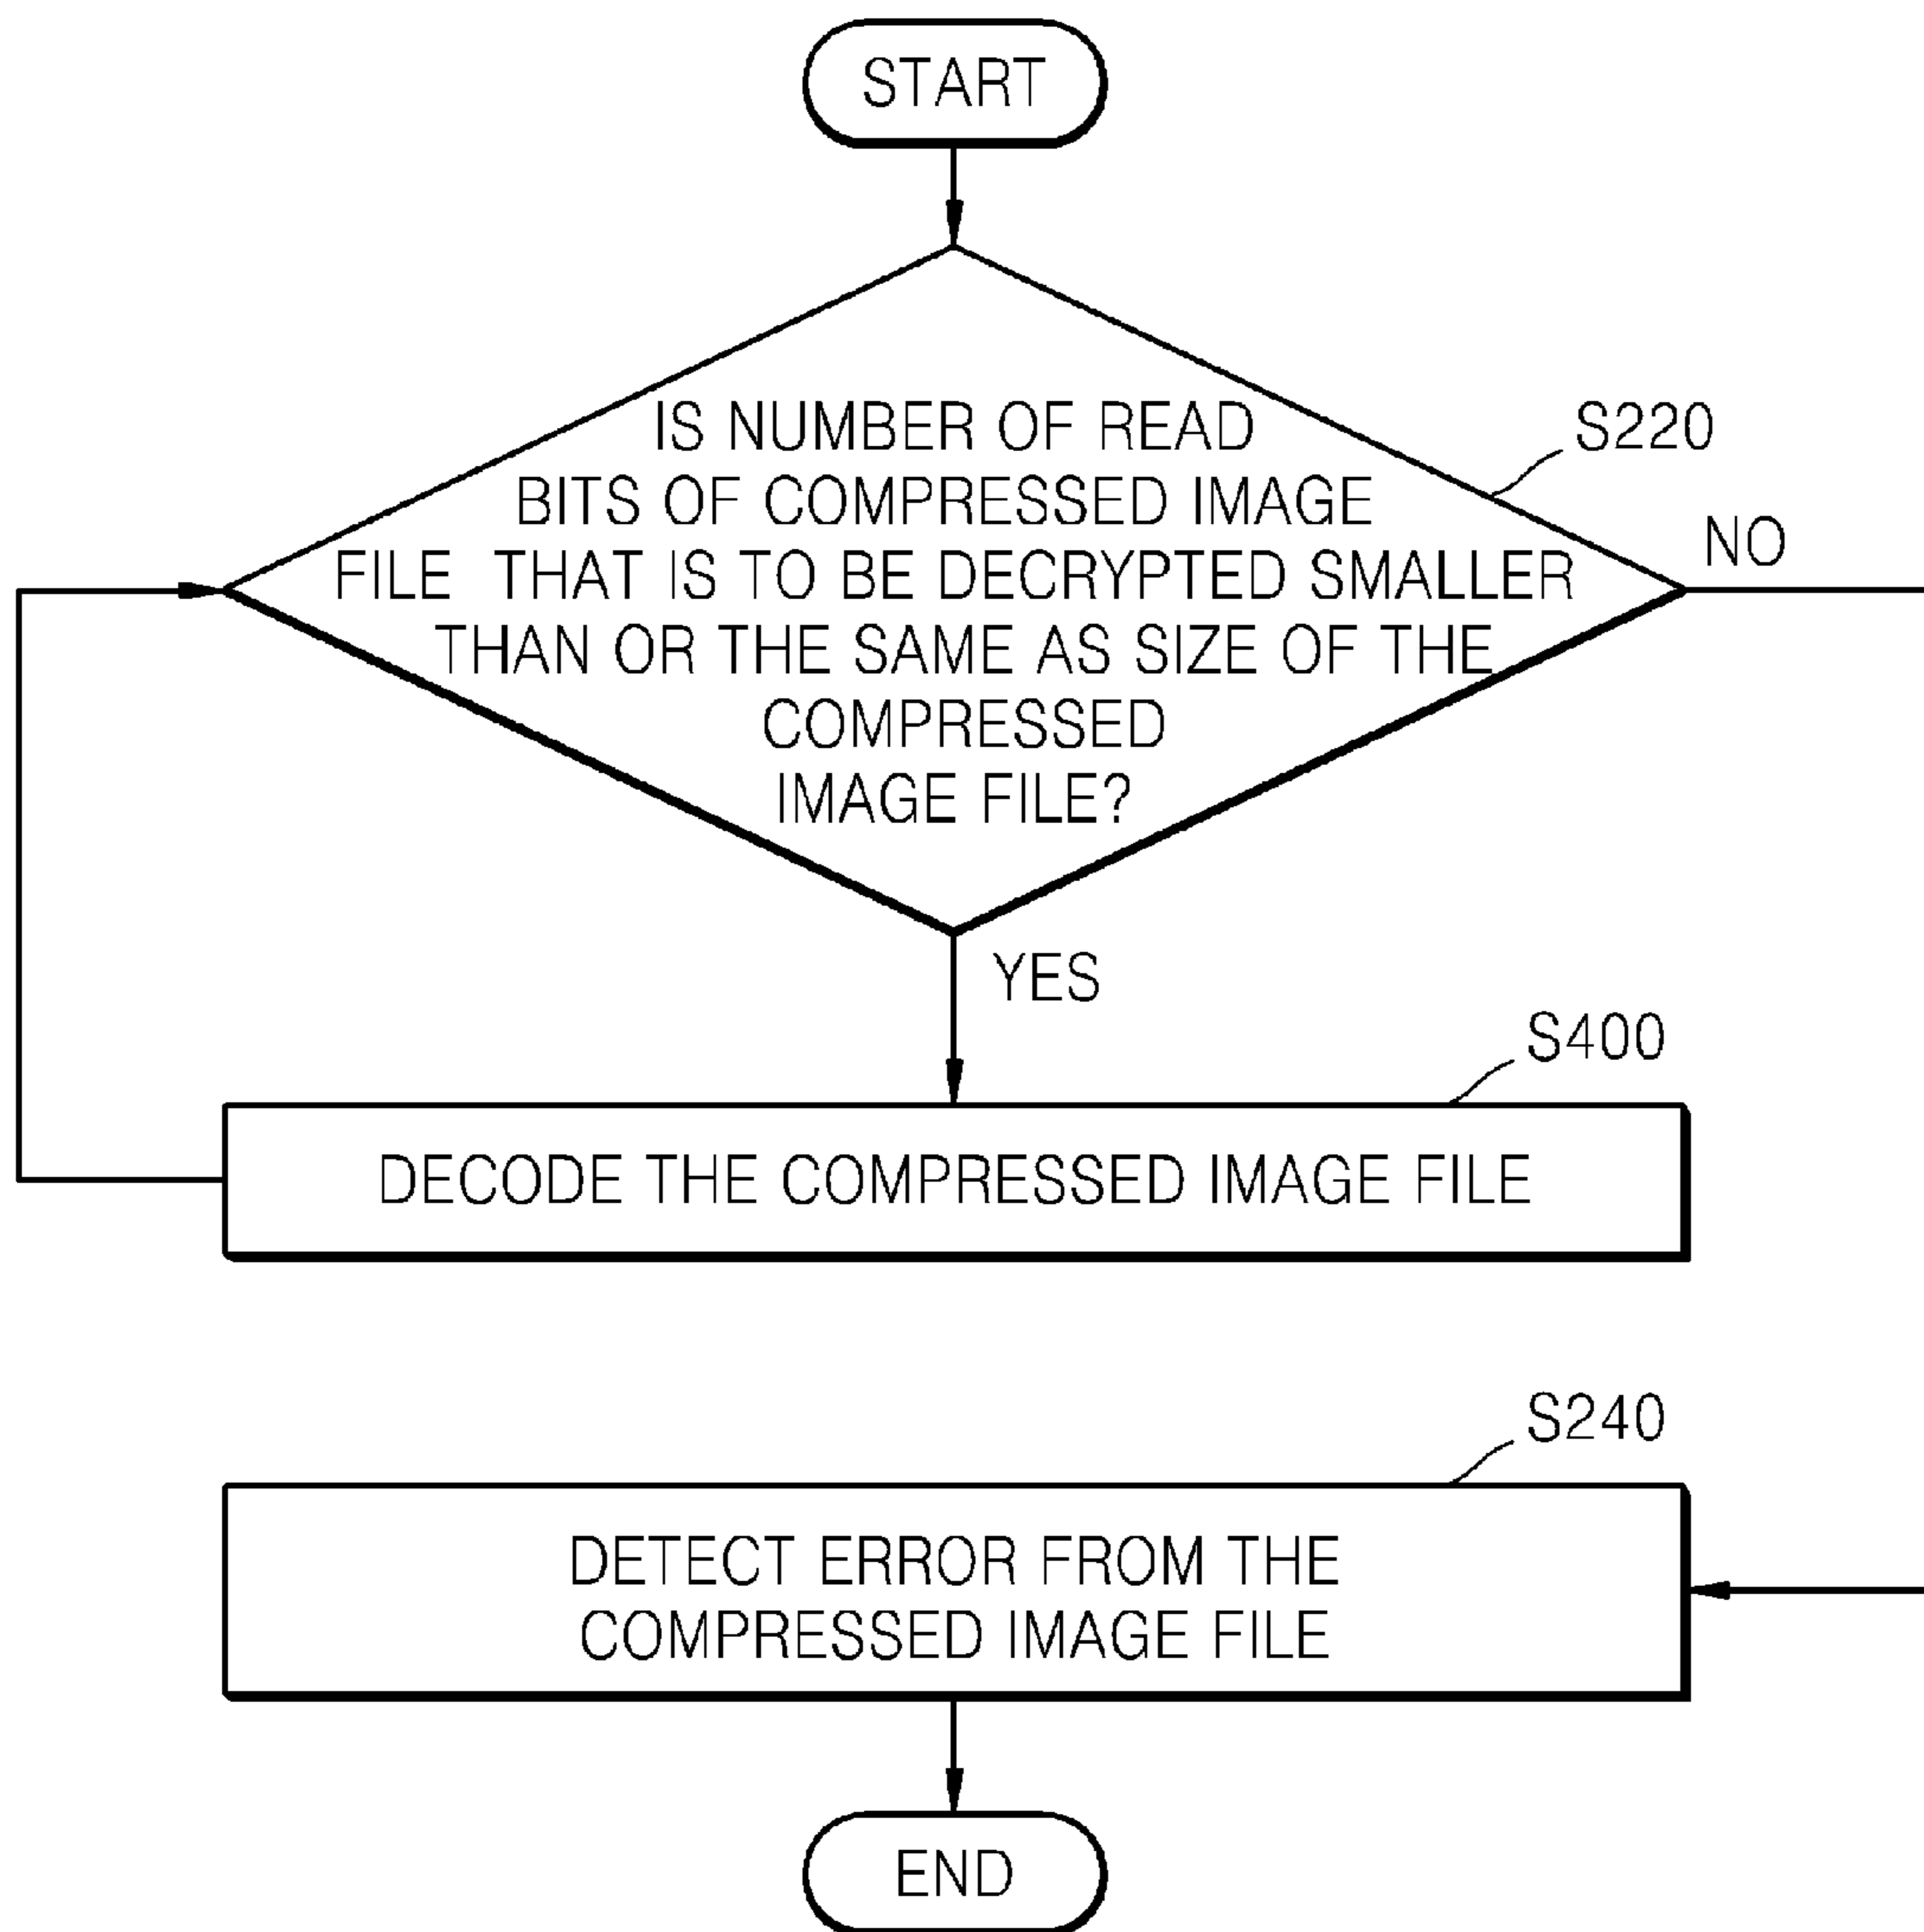 START
IS NUMBER OF READ
BITS OF COMPRESSED IMAGE
FILE THAT IS TO BE DECRYPTED SMALLER
THAN OR THE SAME AS SIZE OF THE
COMPRESSED
IMAGE FILE?
S220
NO
YES
S400
DECODE THE COMPRESSED IMAGE FILE
S240
DETECT ERROR FROM THE
COMPRESSED IMAGE FILE
END